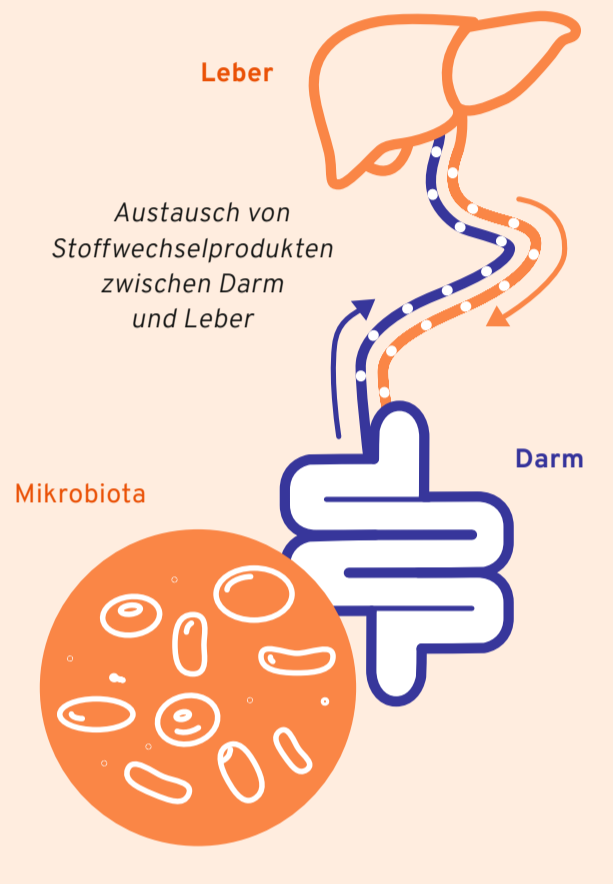 Leber
Austausch von
Stoffwechselprodukten
zwischen Darm
und Leber
Darm
Mikrobiota